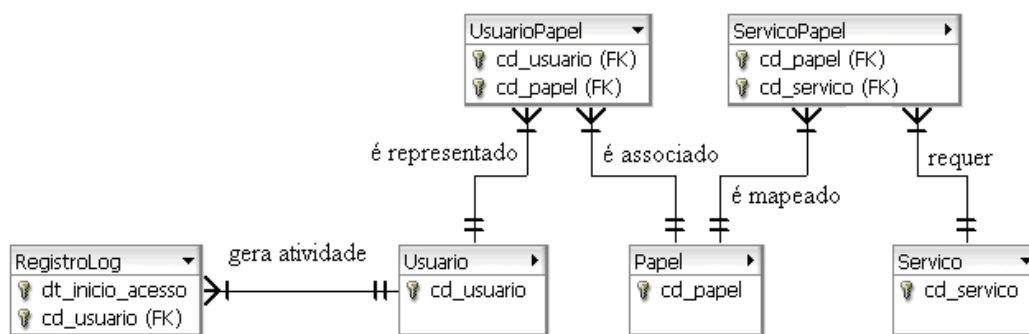 UsuarioPapel
cd_usuario (FK)
cd_papel (FK)
ServicoPapel
cd_papel (FK)
cd_servico (FK)
é representado
é associado
é mapeado
requer
gera atividade
RegistroLog
dt_inicio_acesso
cd_usuario (FK)
Usuario
cd_usuario
Papel
cd_papel
Servico
cd_servico